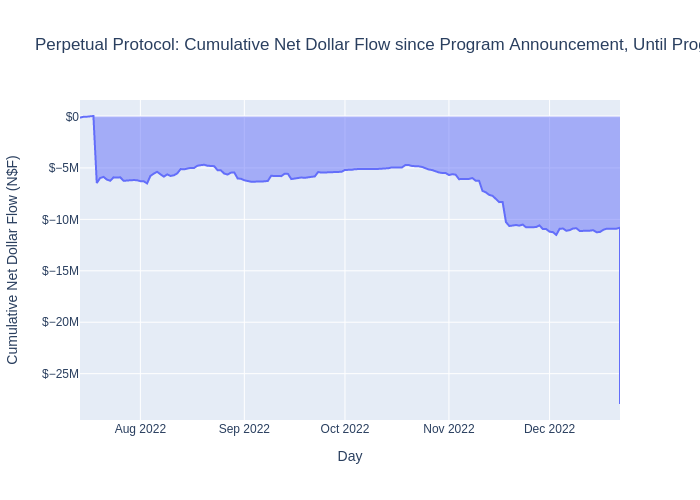 Perpetual Protocol: Cumulative Net Dollar Flow since Program Announcement, Until
Cumulative Net Dollar Flow (N$F)
$0
$−5M
$−10M
$−15M
$−20M
$−25M
Aug 2022
Sep 2022
Oct 2022
Nov 2022
Dec 2022
Day